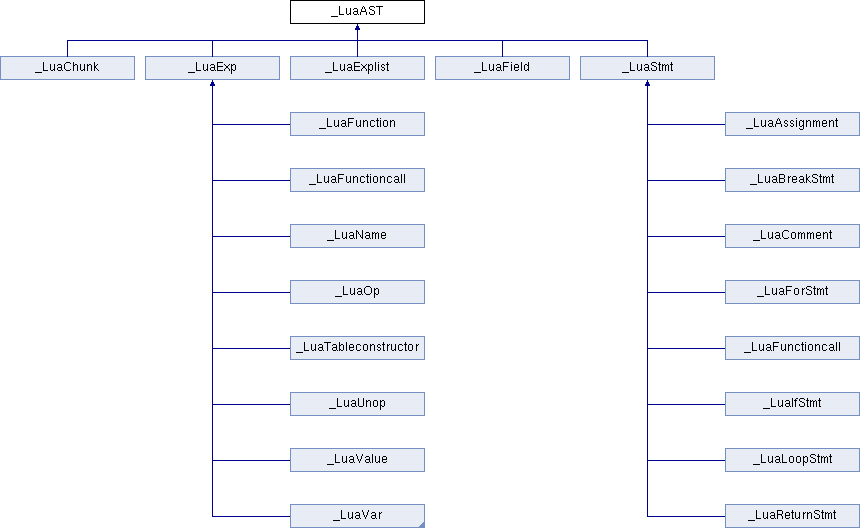 _LuaAST
_LuaChunk
_LuaExp
_LuaExplist
_LuaField
_LuaStmt
_LuaFunction
_LuaAssignment
_LuaFunctioncall
_LuaBreakStmt
_LuaName
_LuaComment
_LuaOp
_LuaForStmt
_LuaTableconstructor
_LuaFunctioncall
_LuaUnop
_LuaIfStmt
_LuaValue
_LuaLoopStmt
_LuaVar
_LuaReturnStmt